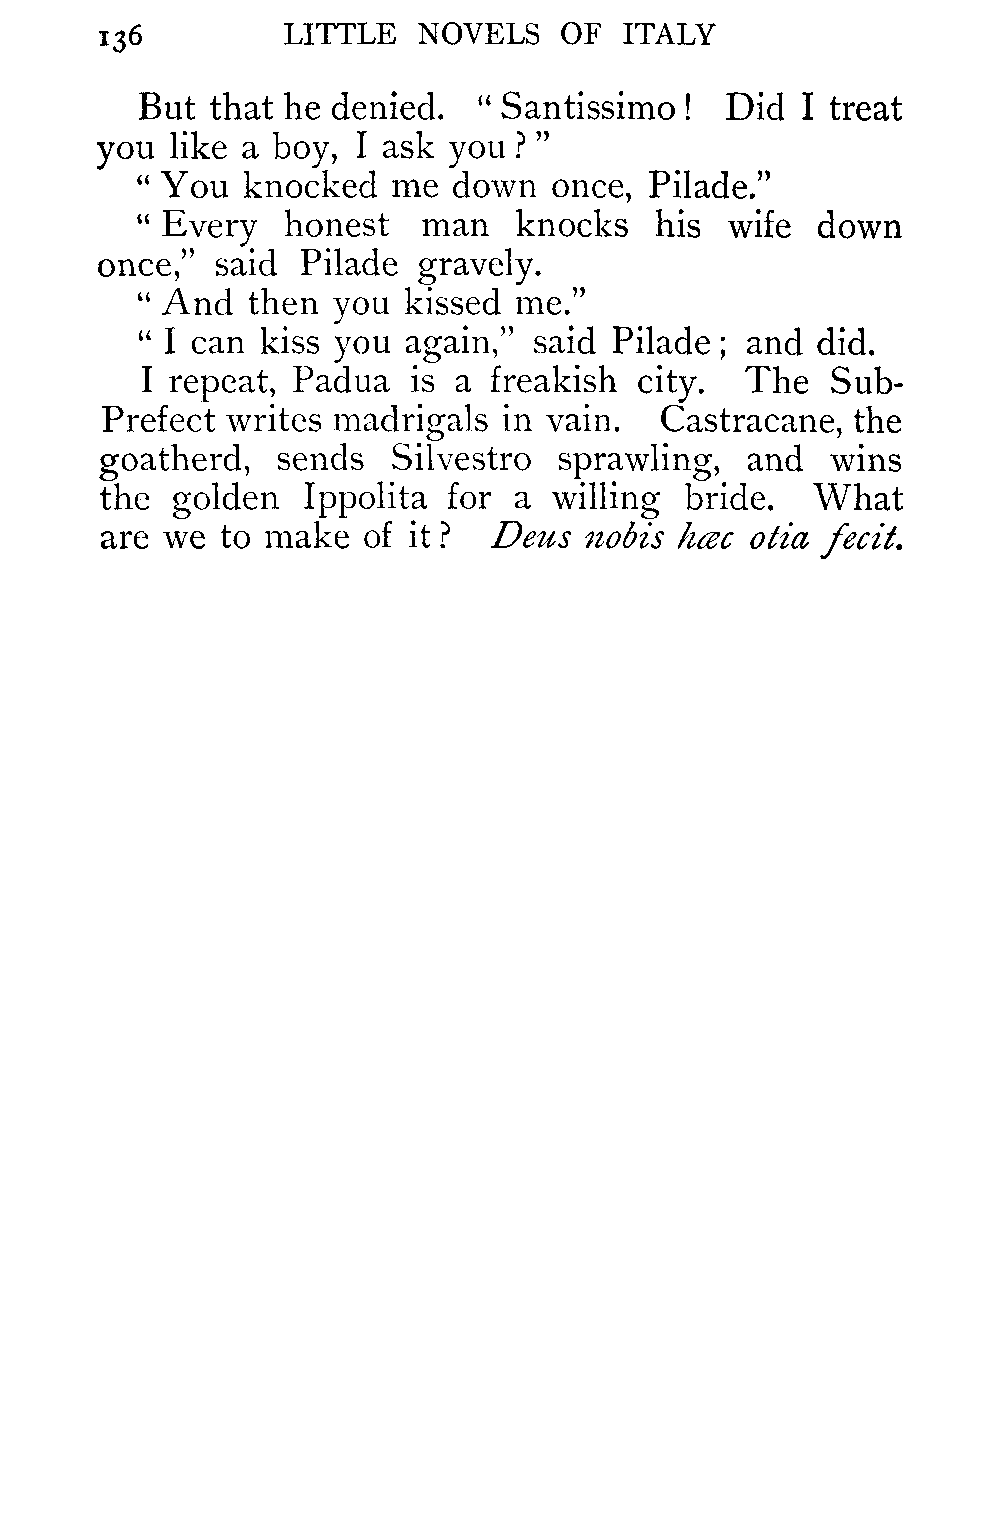 136 LITTLE NOVELS OF ITALY
But that he denied. “Santissimo! Did I treat
you like a boy, I ask you?”
“You knocked me down once, Pilade.”
“Every honest man knocks his wife down
once,” said Pilade gravely.
“And then you kissed me.”
“I can kiss you again,” said Pilade; and did.
I repeat, Padua is a freakish city. The Sub-
Prefect writes madrigals in vain. Castracane, the
goatherd, sends Silvestro sprawling, and wins
the golden Ippolita for a willing bride. What
are we to make of it? Deus nobis hæc otia fecit.